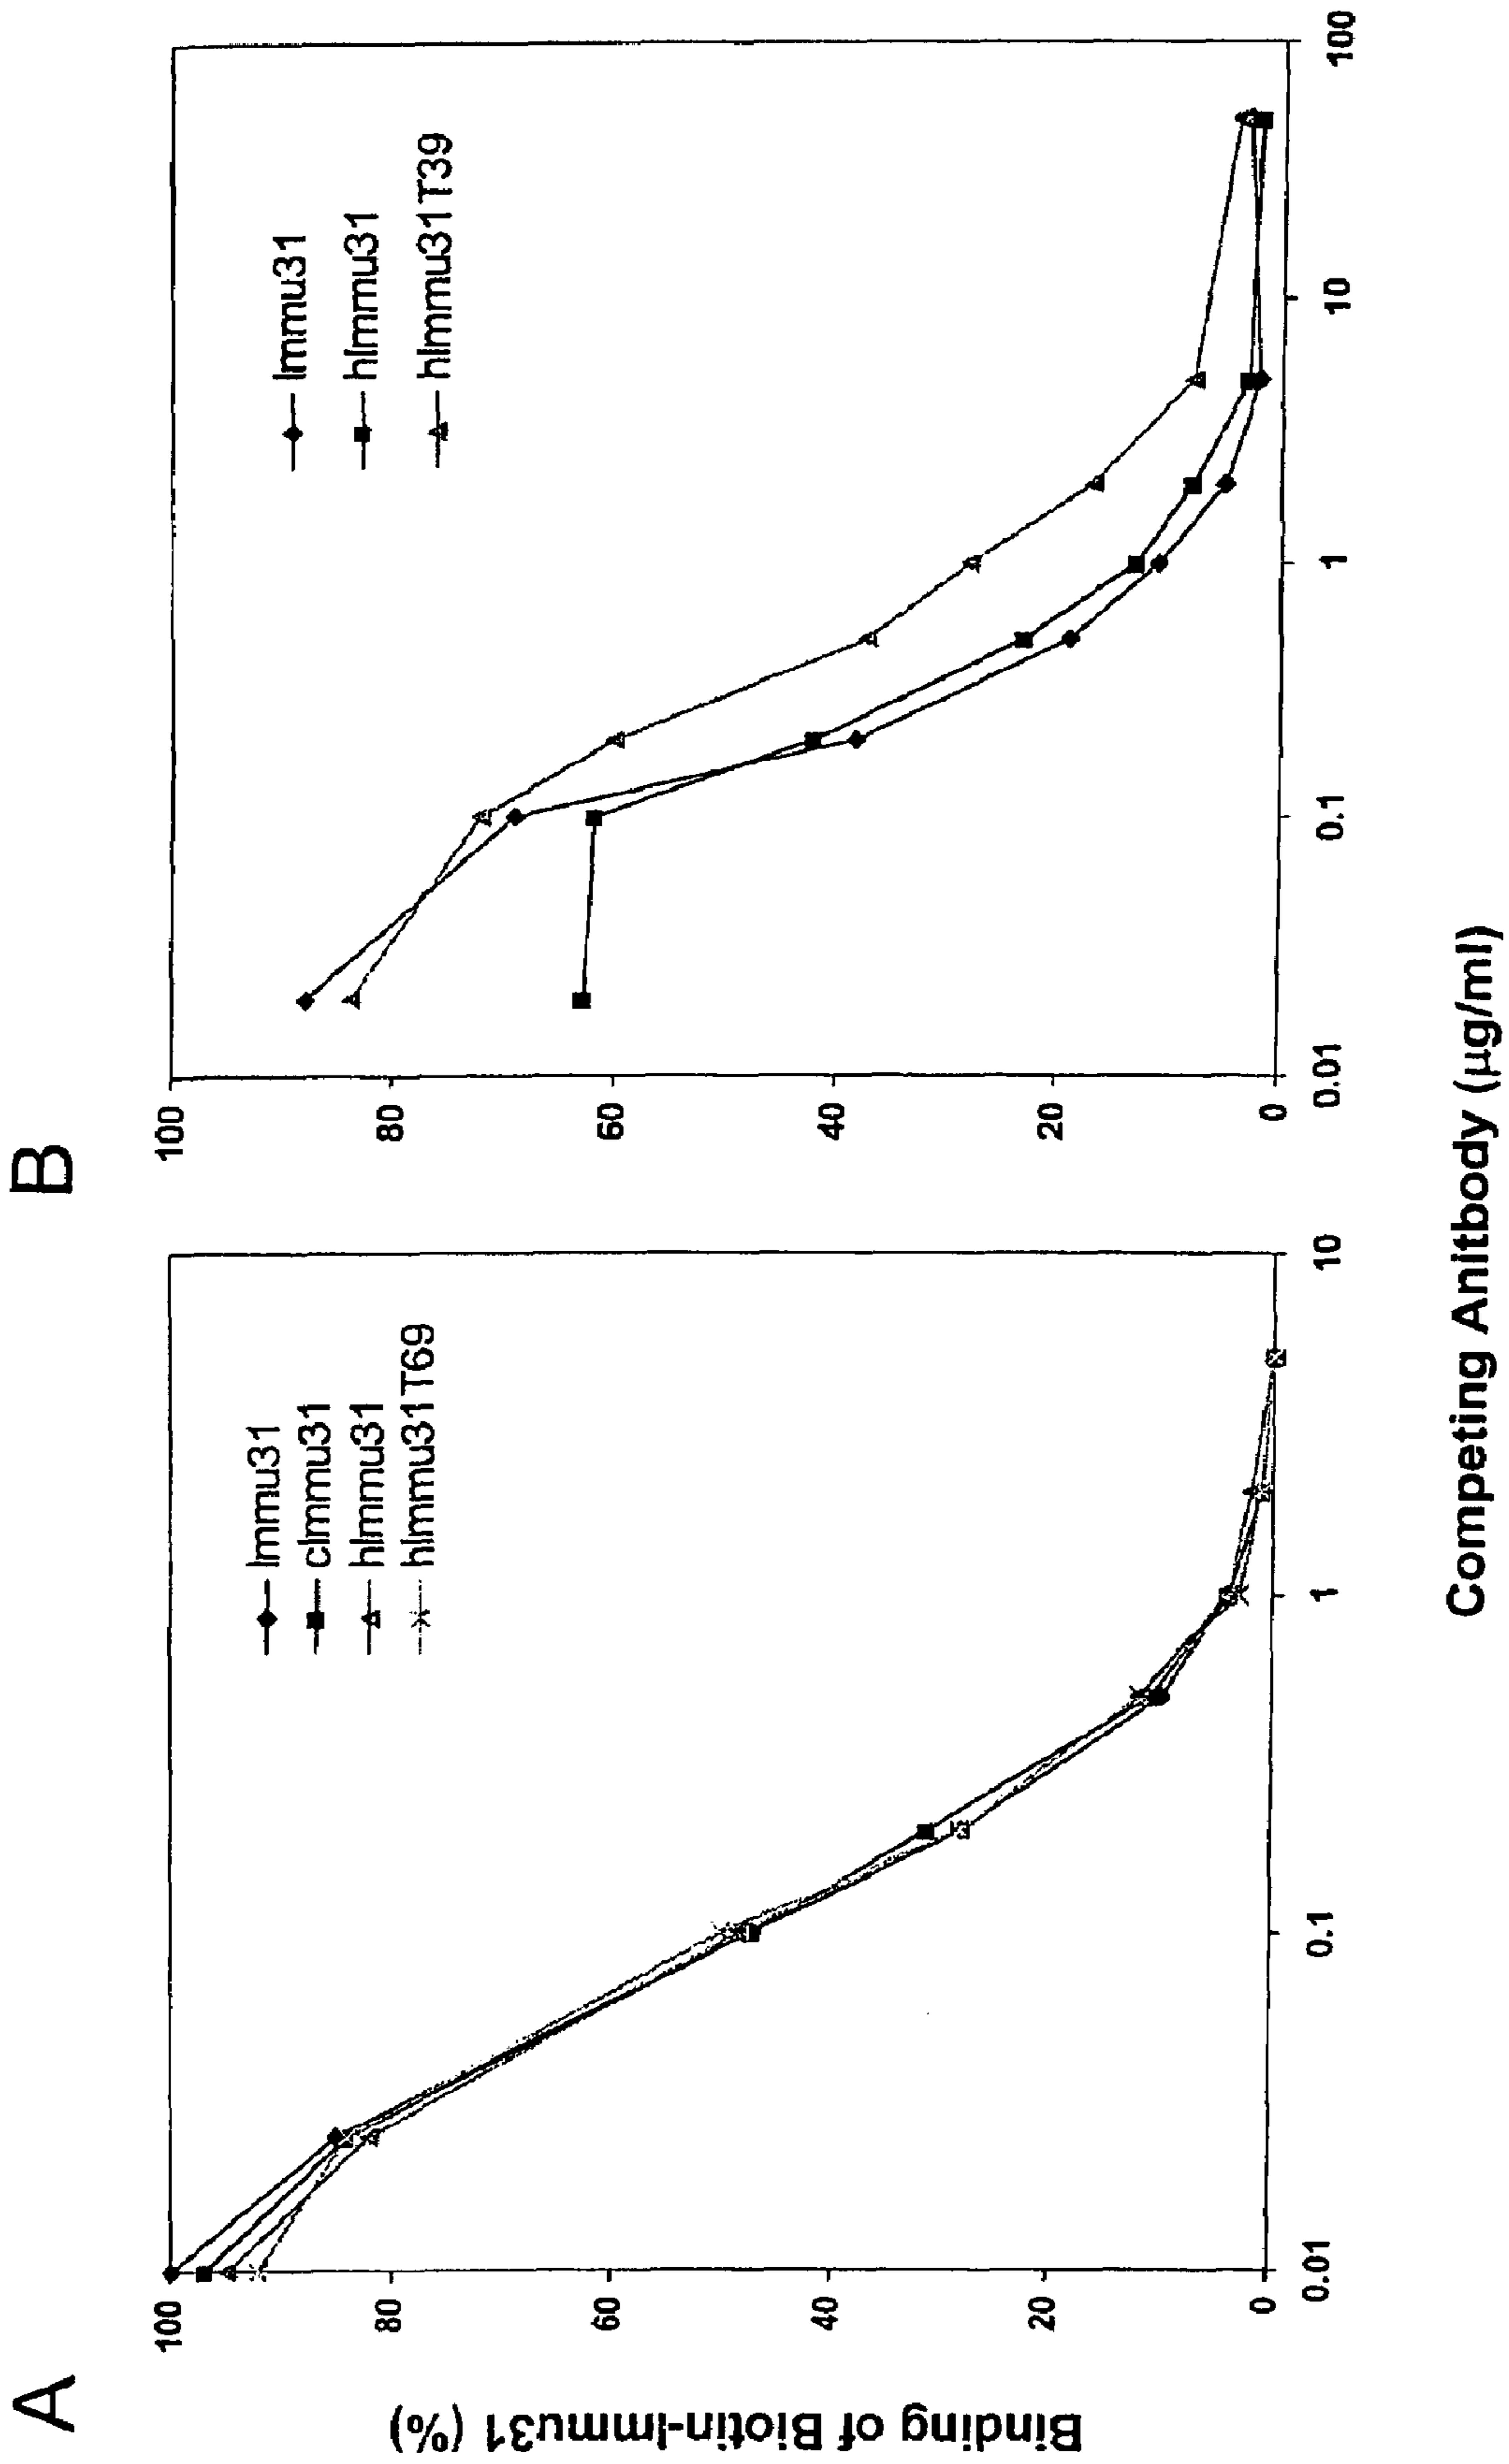 A
Binding of Biotin-Immu31 (%)
100
80
60
40
20
0
0.01
0.1
1
10
Immu31
cImmu31
hImmu31
hImmu31T69
B
100
80
60
40
20
0
0.01
0.1
1
10
100
Immu31
hImmu31
hImmu31T39
Competing Anitbody (µg/ml)